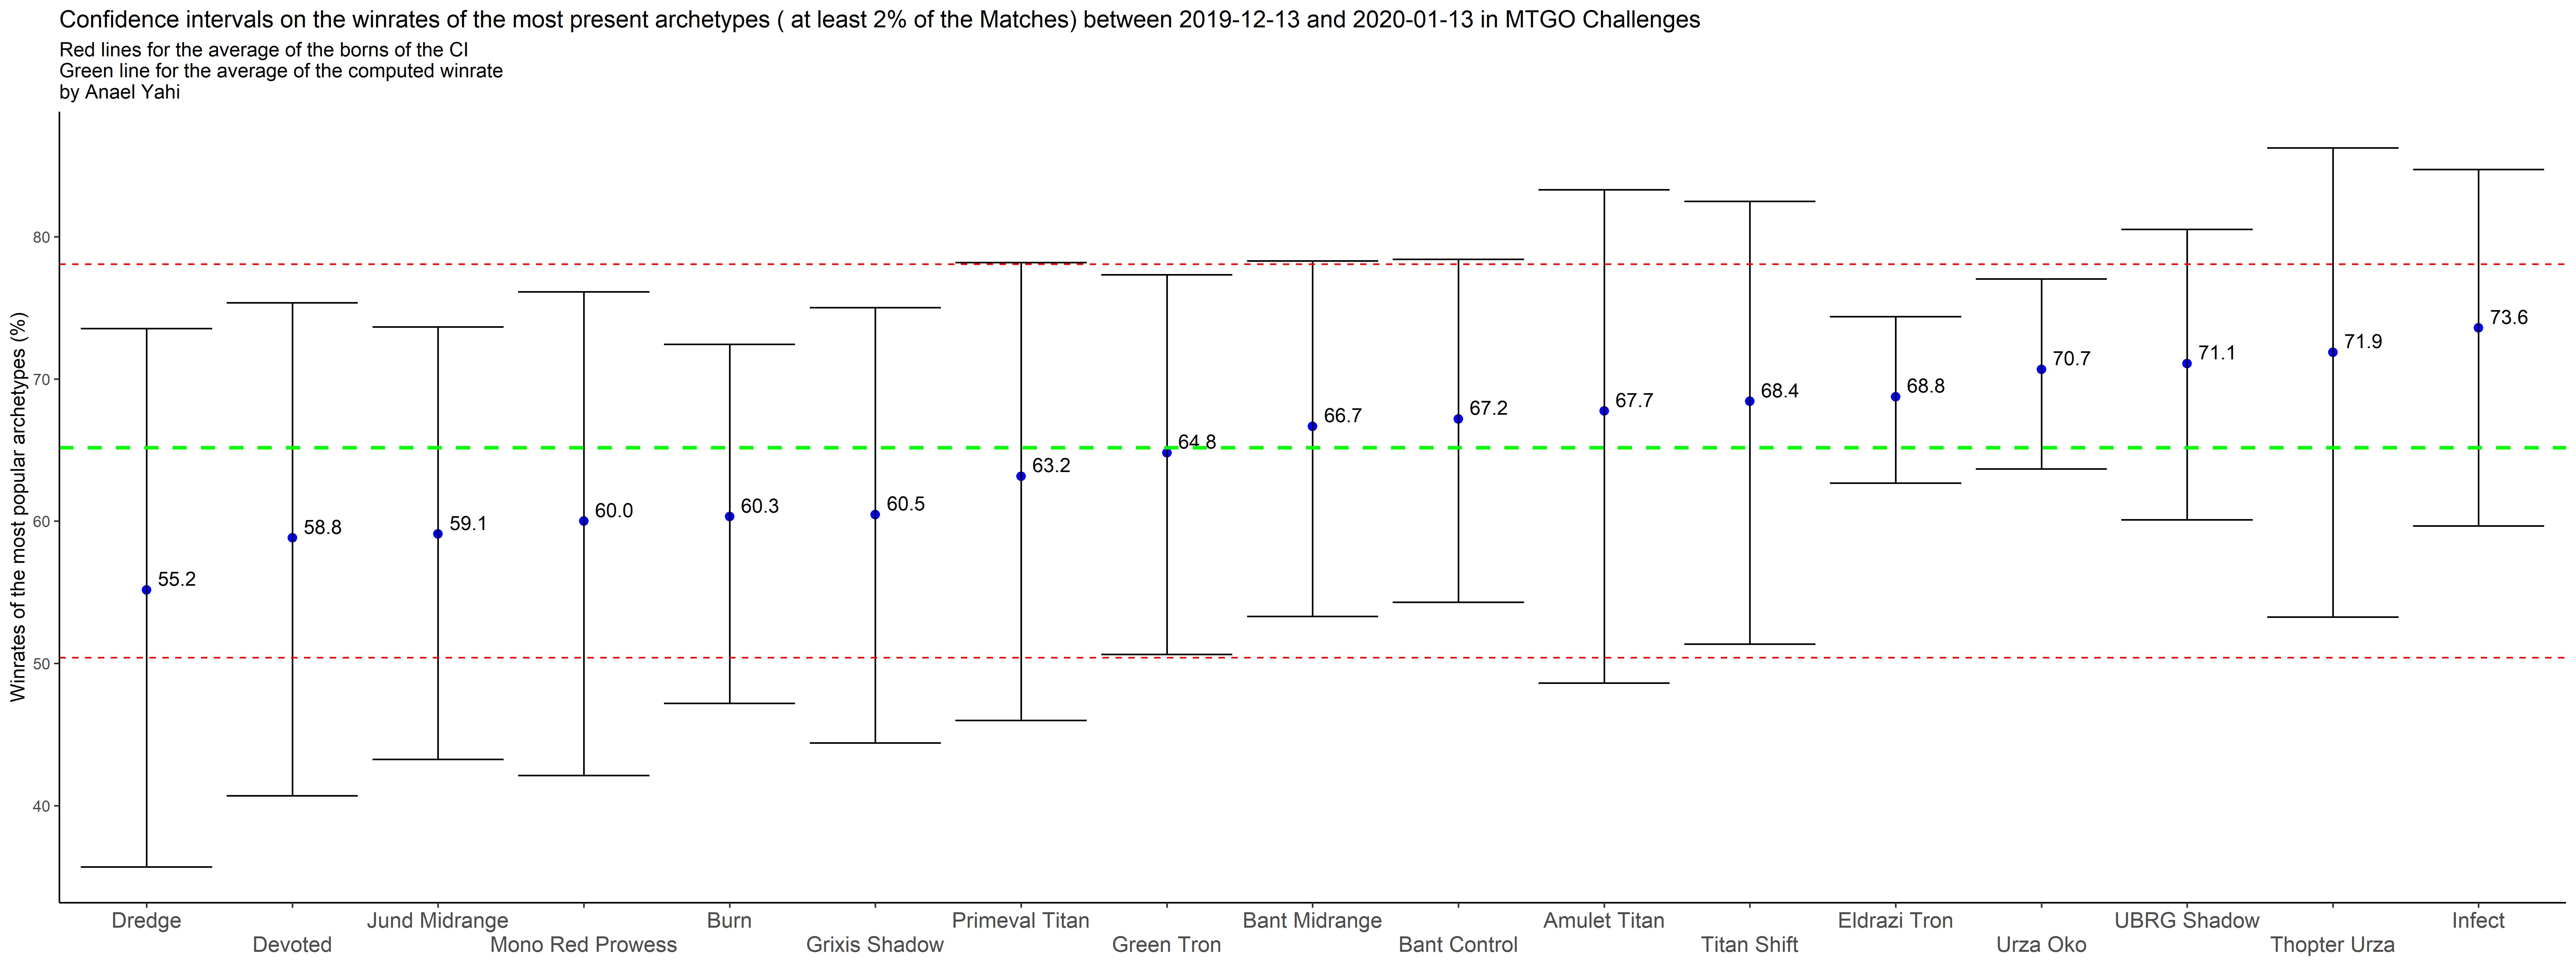 Confidence intervals on the winrates of the most present archetypes ( at least 2% of the Matches) between 2019-12-13 and 2020-01-13 in MTGO Challenges
Red lines for the average of the borns of the CI
Green line for the average of the computed winrate
by Anael Yahi
Winrates of the most popular archetypes (%)
80
70
60
50
40
55.2
58.8
59.1
60.0
60.3
60.5
63.2
64.8
66.7
67.2
67.7
68.4
68.8
70.7
71.1
71.9
73.6
Dredge
Devoted
Jund Midrange
Mono Red Prowess
Burn
Grixis Shadow
Primeval Titan
Green Tron
Bant Midrange
Bant Control
Amulet Titan
Titan Shift
Eldrazi Tron
Urza Oko
UBRG Shadow
Thopter Urza
Infect